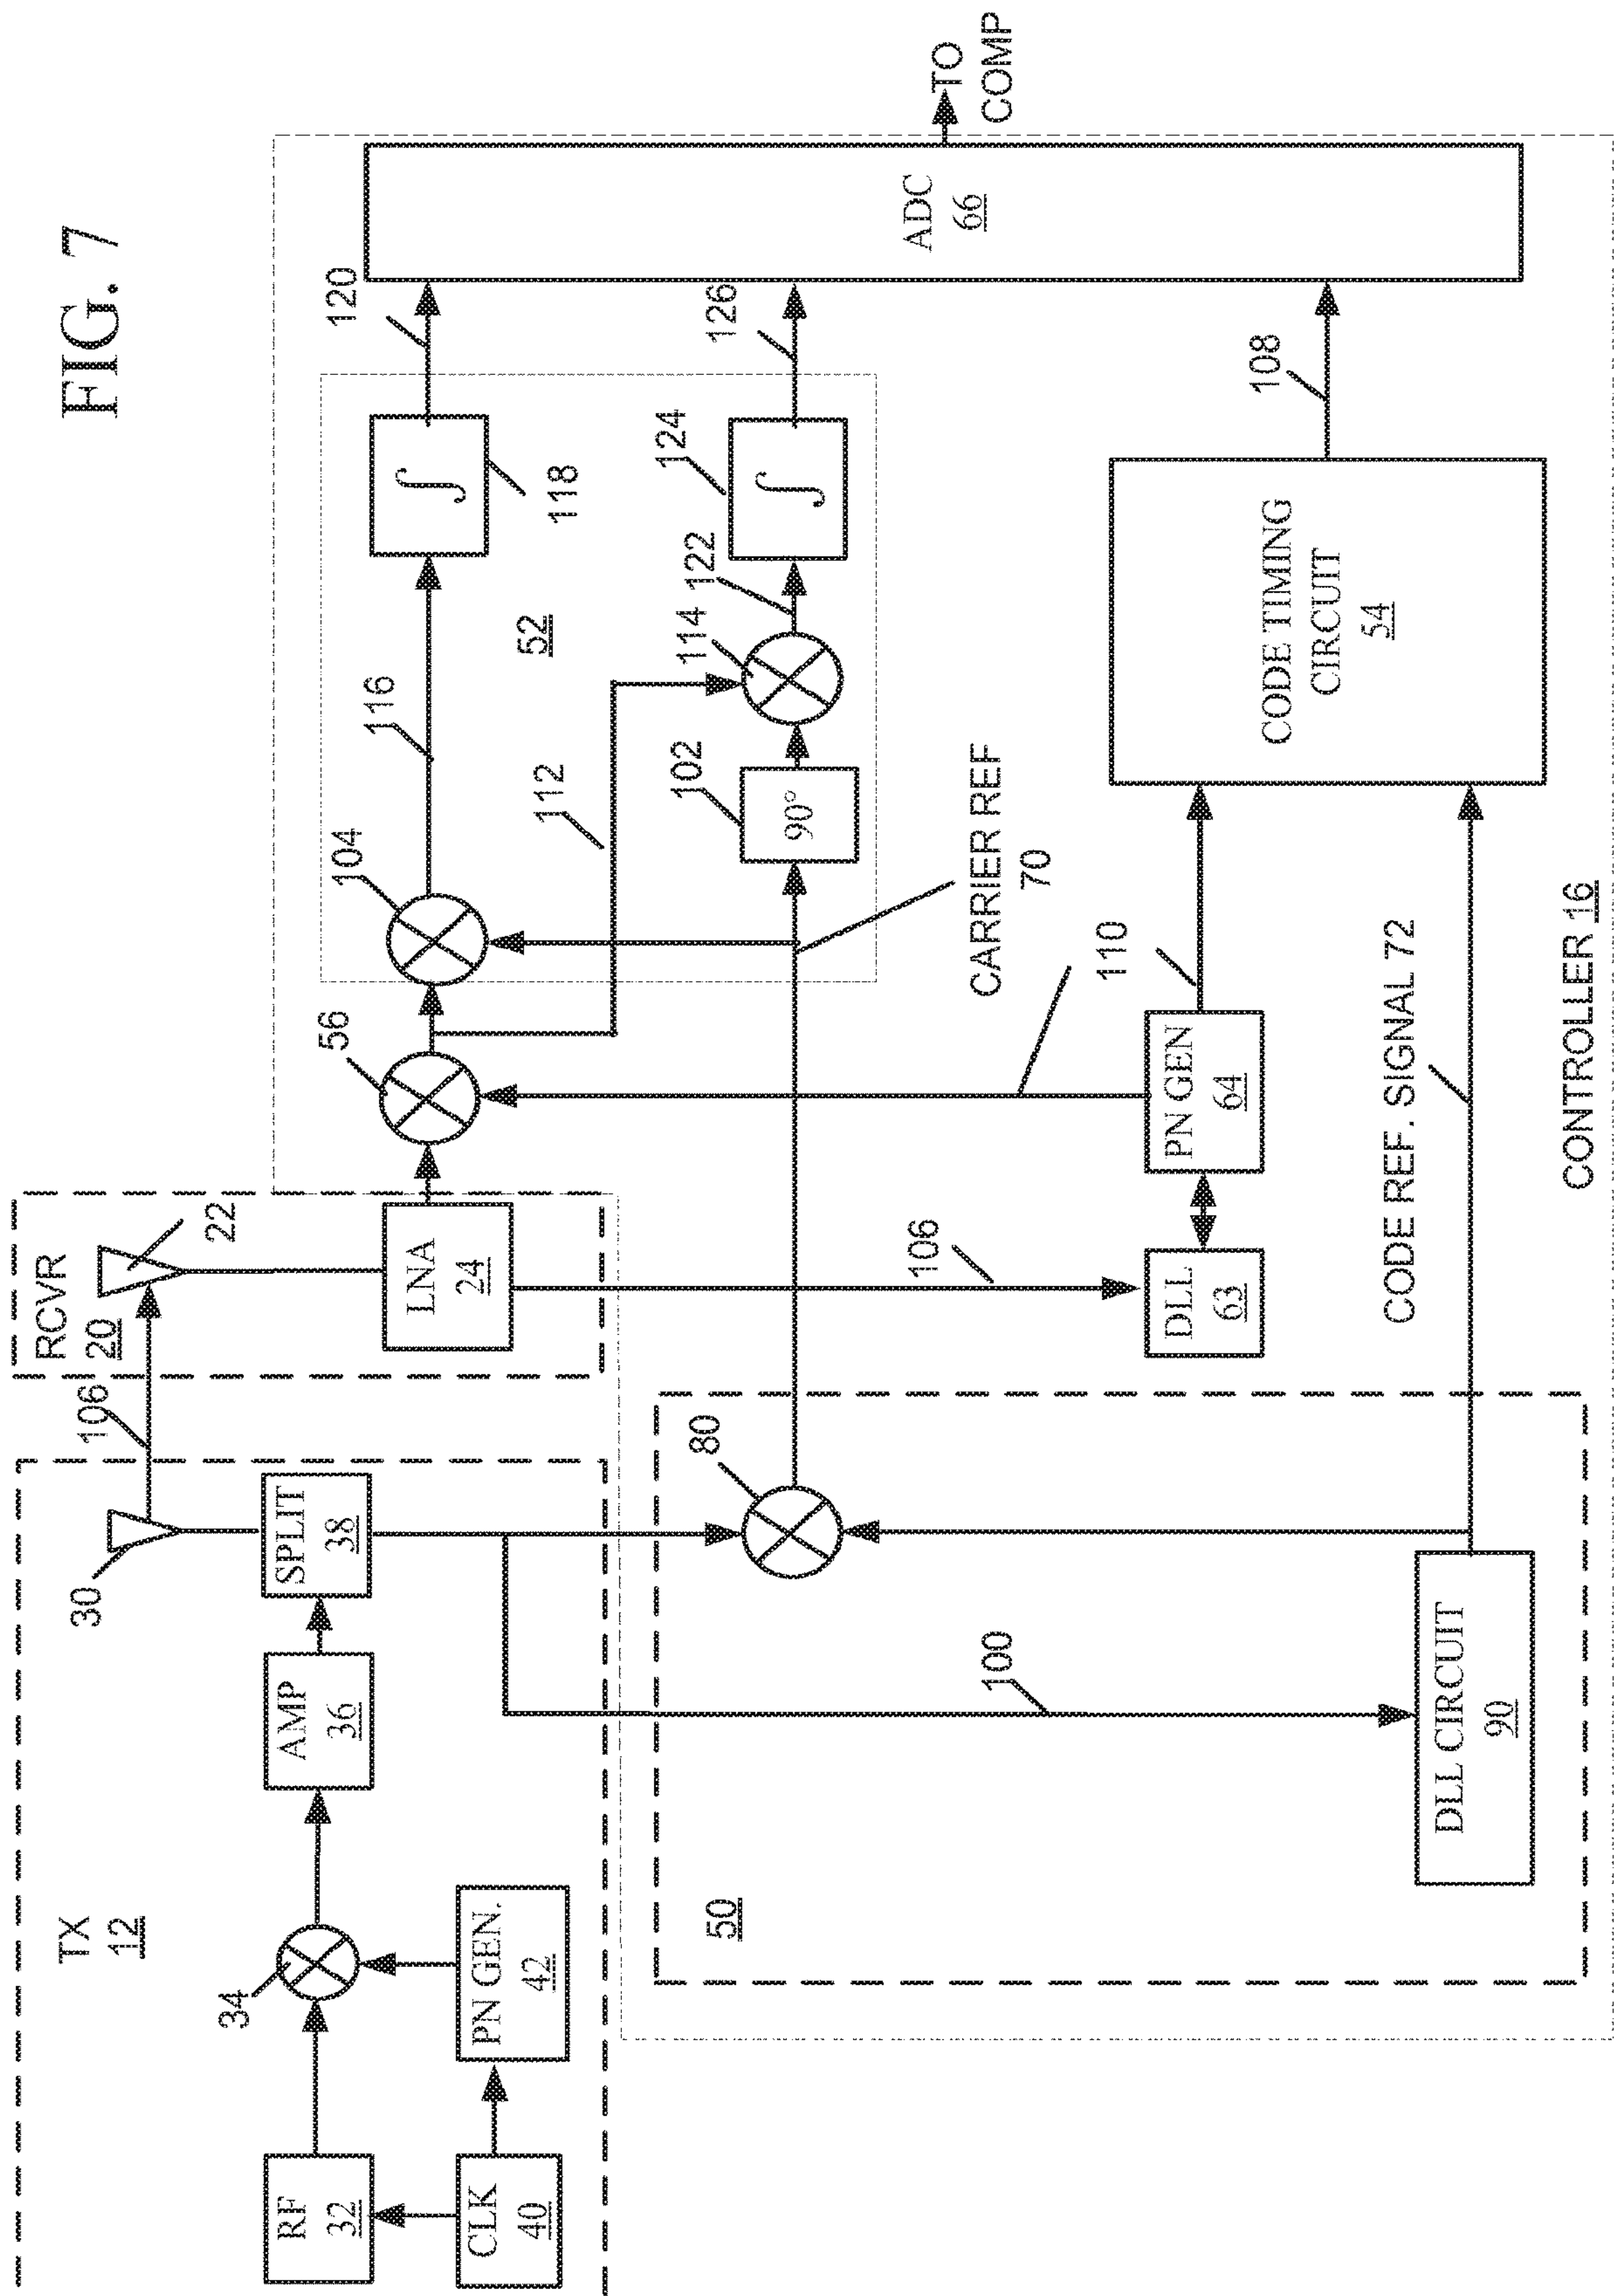 FIG. 7
TX
12
RF
32
CLK
40
34
PN GEN.
42
AMP
36
SPLIT
38
30
106
RCVR
20
22
LNA
24
50
100
DLL CIRCUIT
90
80
106
DLL
63
PN GEN
64
110
56
104
112
116
52
102
90°
114
122
118
∫
124
∫
120
126
CARRIER REF
70
CODE REF. SIGNAL 72
CODE TIMING
CIRCUIT
54
108
ADC
66
TO
COMP
CONTROLLER 16